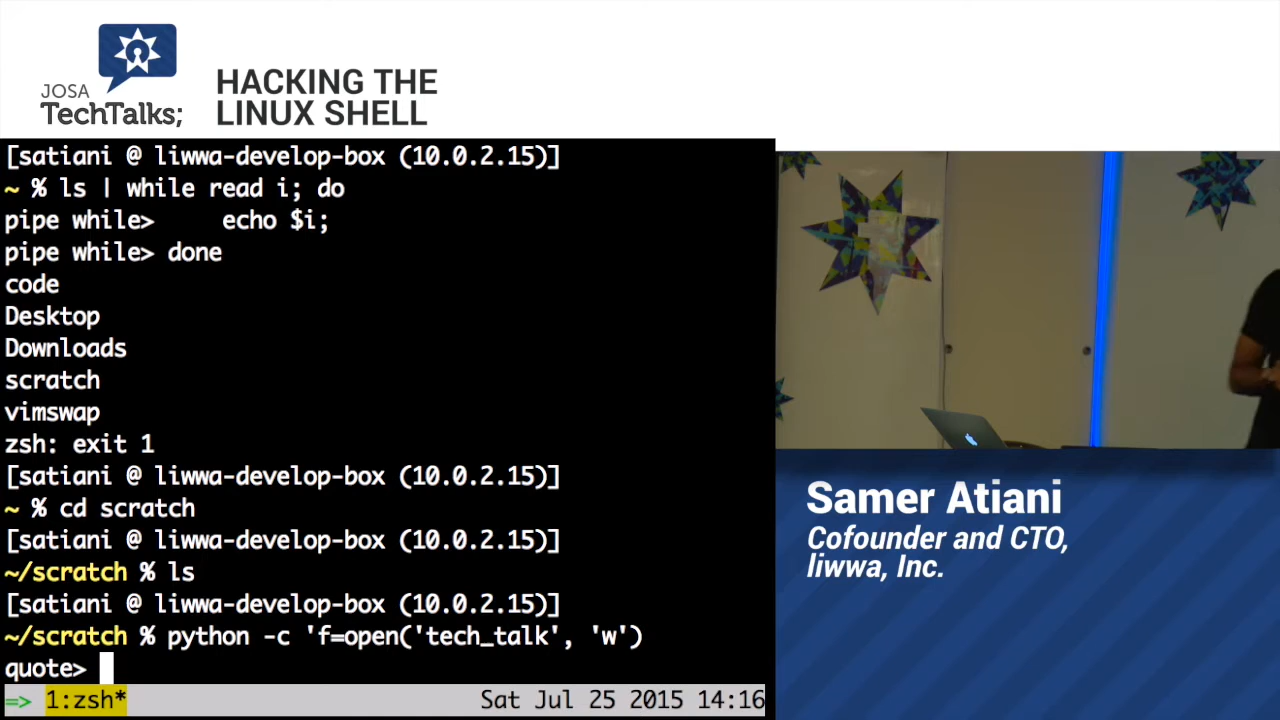 JOSA
TechTalks;
HACKING THE
LINUX SHELL
[satiani @ liwwa-develop-box (10.0.2.15)]
~ % ls | while read i; do
pipe while>     echo $i;
pipe while> done
code
Desktop
Downloads
scratch
vimswap
zsh: exit 1
[satiani @ liwwa-develop-box (10.0.2.15)]
~ % cd scratch
[satiani @ liwwa-develop-box (10.0.2.15)]
~/scratch % ls
[satiani @ liwwa-develop-box (10.0.2.15)]
~/scratch % python -c 'f=open('tech_talk', 'w')
quote>
=> 1:zsh* Sat Jul 25 2015 14:16
Samer Atiani
Cofounder and CTO,
liwwa, Inc.